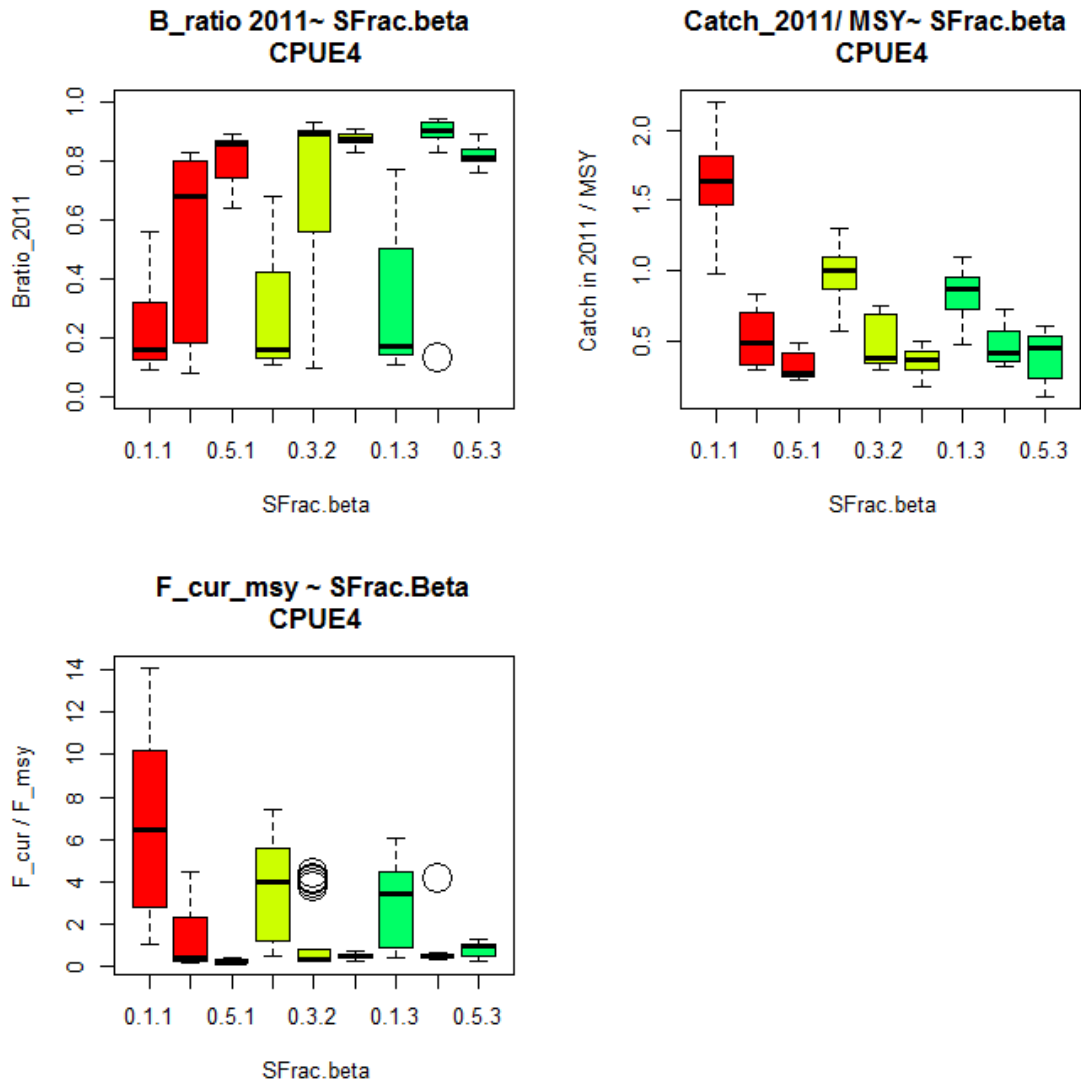 B_ratio 2011~ SFrac.beta
CPUE4
Bratio_2011
1.0
0.8
0.6
0.4
0.2
0.0
0.1.1 0.5.1 0.3.2 0.1.3 0.5.3
SFrac.beta
Catch_2011/ MSY~ SFrac.beta
CPUE4
Catch in 2011 / MSY
2.0
1.5
1.0
0.5
0.1.1 0.5.1 0.3.2 0.1.3 0.5.3
SFrac.beta
F_cur_msy ~ SFrac.Beta
CPUE4
F_cur / F_msy
14
12
10
8
6
4
2
0
0.1.1 0.5.1 0.3.2 0.1.3 0.5.3
SFrac.beta